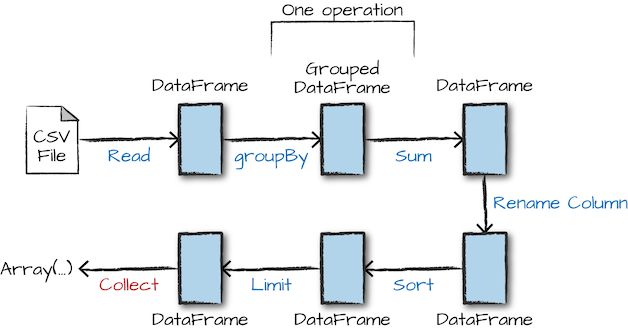 One operation
DataFrame
Grouped
DataFrame
DataFrame
CSV
File
Read
groupBy
Sum
Rename Column
Array(...)
Collect
Limit
Sort
DataFrame
DataFrame
DataFrame